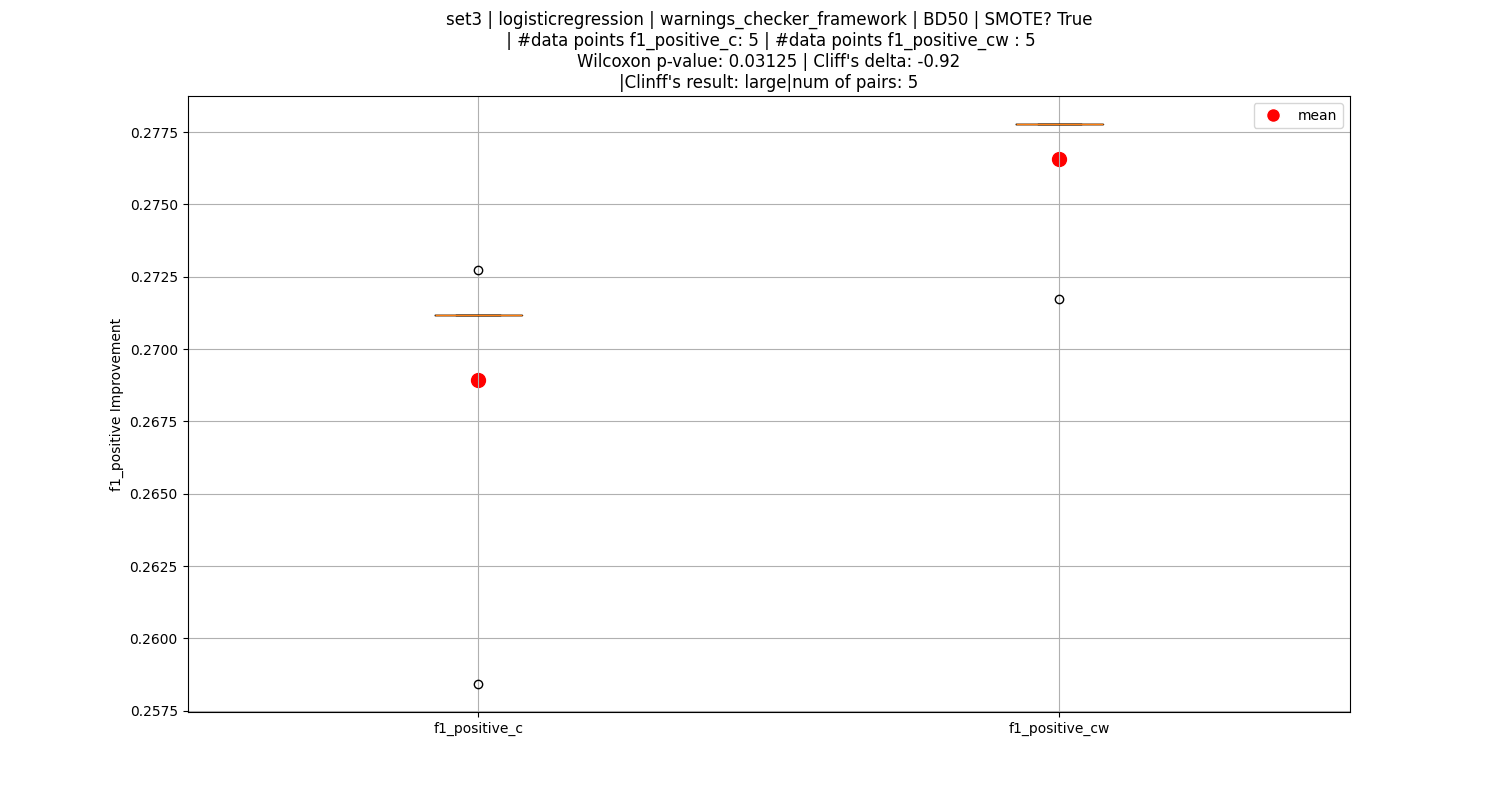 set3 | logisticregression | warnings_checker_framework | BD50 | SMOTE? True
| #data points f1_positive_c: 5 | #data points f1_positive_cw : 5
Wilcoxon p-value: 0.03125 | Cliff's delta: -0.92
|Clinff's result: large|num of pairs: 5
mean
0.2775
0.2750
0.2725
0.2700
0.2675
0.2650
0.2625
0.2600
0.2575
f1_positive Improvement
f1_positive_c
f1_positive_cw